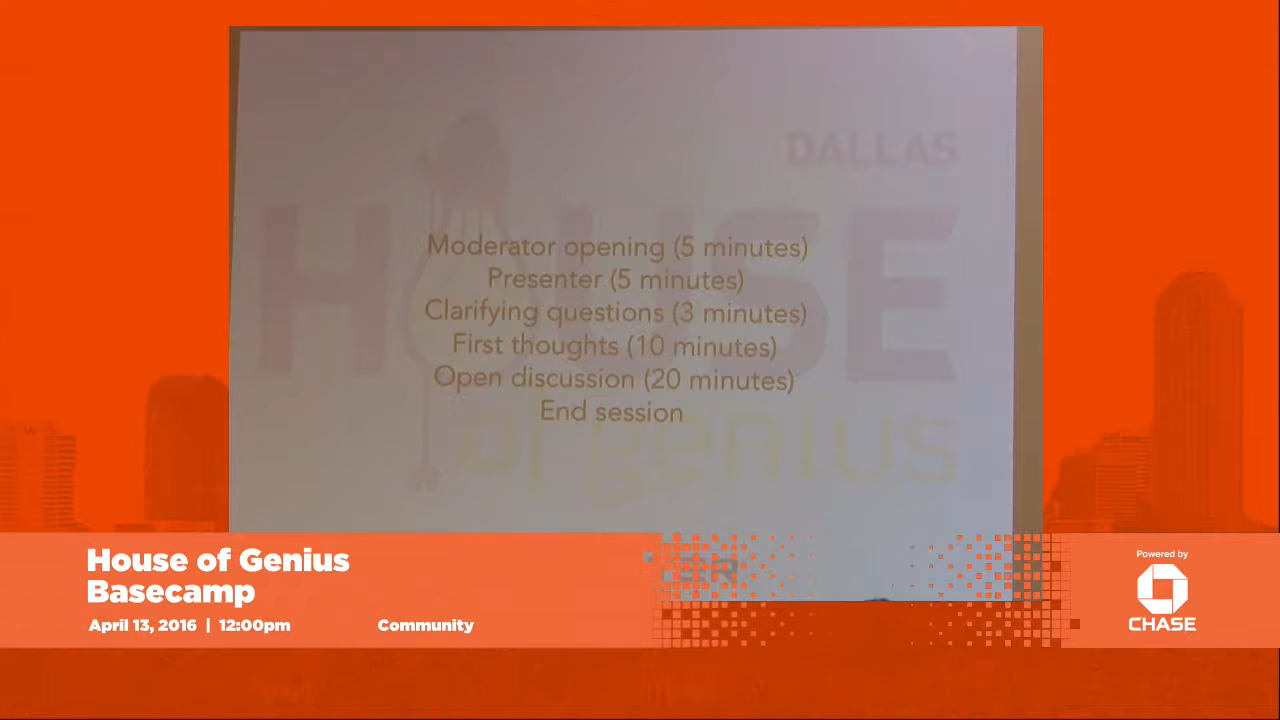 DALLAS
HOUSE
of genius
Moderator opening (5 minutes)
Presenter (5 minutes)
Clarifying questions (3 minutes)
First thoughts (10 minutes)
Open discussion (20 minutes)
End session
House of Genius
Basecamp
April 13, 2016 | 12:00pm
Community
Powered by
CHASE